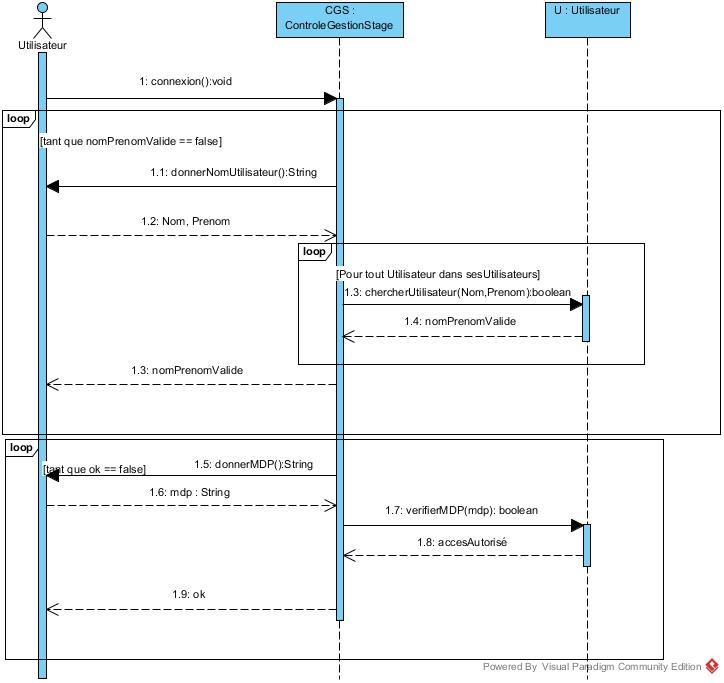 CGS :
ControleGestionStage
U : Utilisateur
Utilisateur
1: connexion():void
loop
[tant que nomPrenomValide == false]
1.1: donnerNomUtilisateur():String
1.2: Nom, Prenom
loop
[Pour tout Utilisateur dans sesUtilisateurs]
1.3: chercherUtilisateur(Nom,Prenom):boolean
1.4: nomPrenomValide
1.3: nomPrenomValide
loop
[tant que ok == false]
1.5: donnerMDP():String
1.6: mdp : String
1.7: verifierMDP(mdp): boolean
1.8: accesAutorisé
1.9: ok
Powered By Visual Paradigm Community Edition